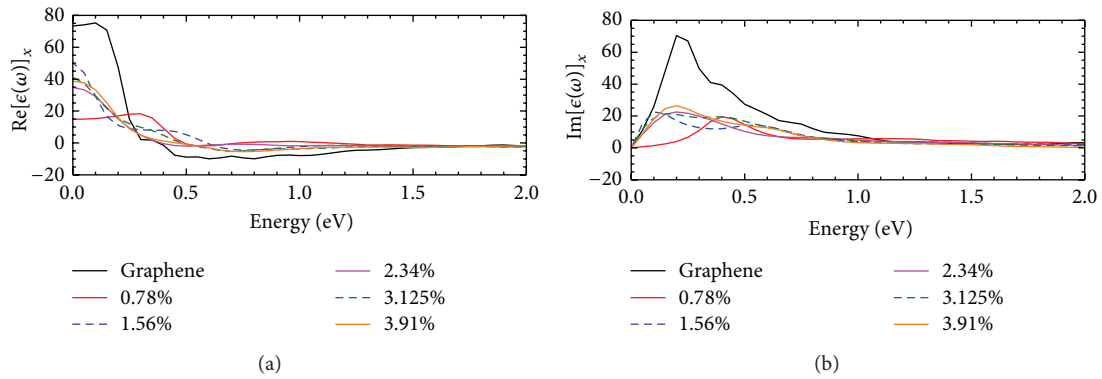 80
60
40
20
0
−20
Re[ϵ(ω)]x
0.0 0.5 1.0 1.5 2.0
Energy (eV)
Graphene 2.34%
0.78% 3.125%
1.56% 3.91%
(a)
80
60
40
20
0
−20
Im[ϵ(ω)]x
0.0 0.5 1.0 1.5 2.0
Energy (eV)
Graphene 2.34%
0.78% 3.125%
1.56% 3.91%
(b)